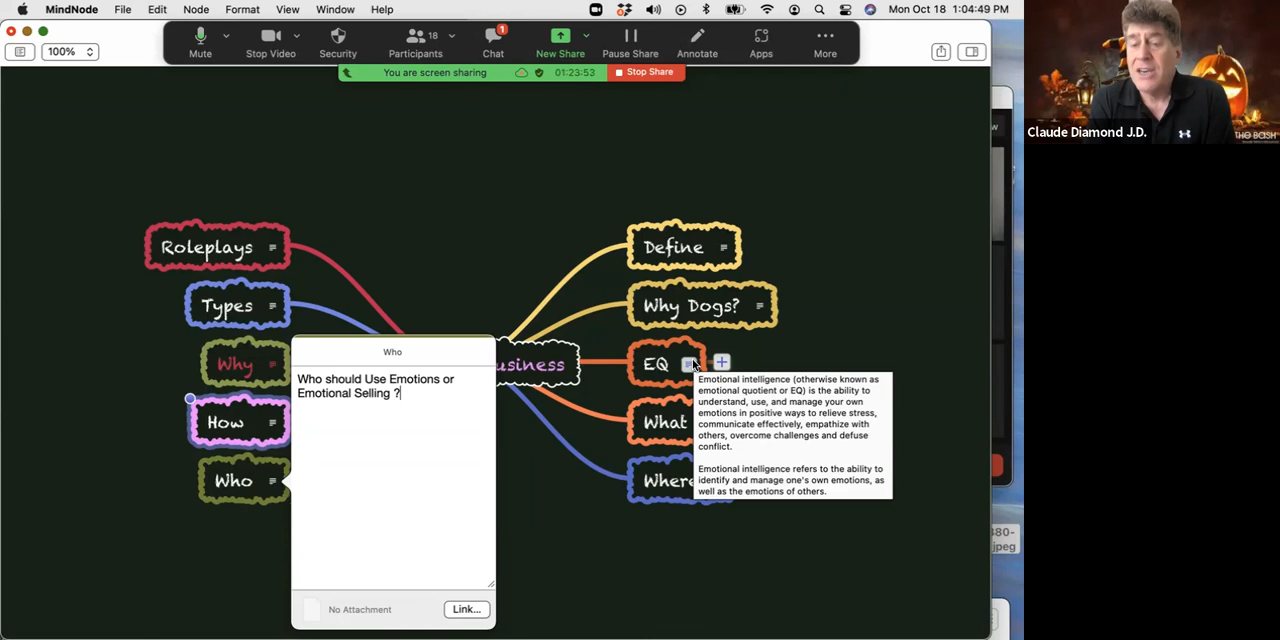 MindNode File Edit Node Format View Window Help
Mon Oct 18 1:04:49 PM
100%
Mute
Stop Video
Security
Participants
18
Chat
1
New Share
Pause Share
Annotate
Apps
More
You are screen sharing
01:23:53
Stop Share
Claude Diamond J.D.
THE BASH
Roleplays
Types
Why
How
Who
usiness
Define
Why Dogs?
EQ
What
Where
Who
Who should Use Emotions or
Emotional Selling ?
No Attachment
Link...
Emotional intelligence (otherwise known as
emotional quotient or EQ) is the ability to
understand, use, and manage your own
emotions in positive ways to relieve stress,
communicate effectively, empathize with
others, overcome challenges and defuse
conflict.
Emotional intelligence refers to the ability to
identify and manage one's own emotions, as
well as the emotions of others.
380-
jpeg